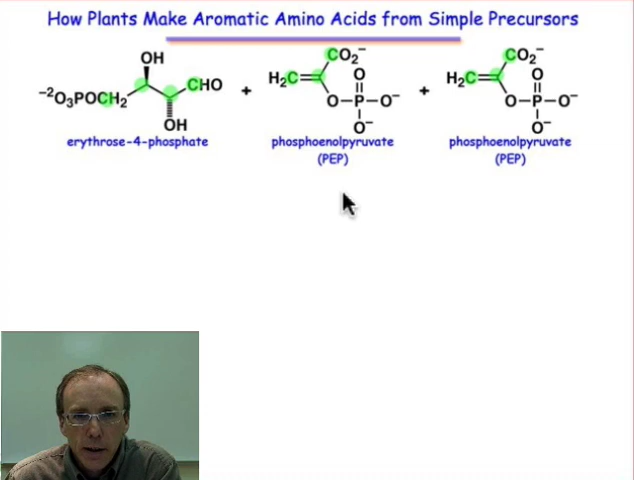 How Plants Make Aromatic Amino Acids from Simple Precursors
OH
CO₂⁻
CO₂⁻
H₂C
O
H₂C
O
CHO
⁻²O₃POCH₂
+
O–P–O⁻
+
O–P–O⁻
OH
O⁻
O⁻
erythrose-4-phosphate
phosphoenolpyruvate
(PEP)
phosphoenolpyruvate
(PEP)